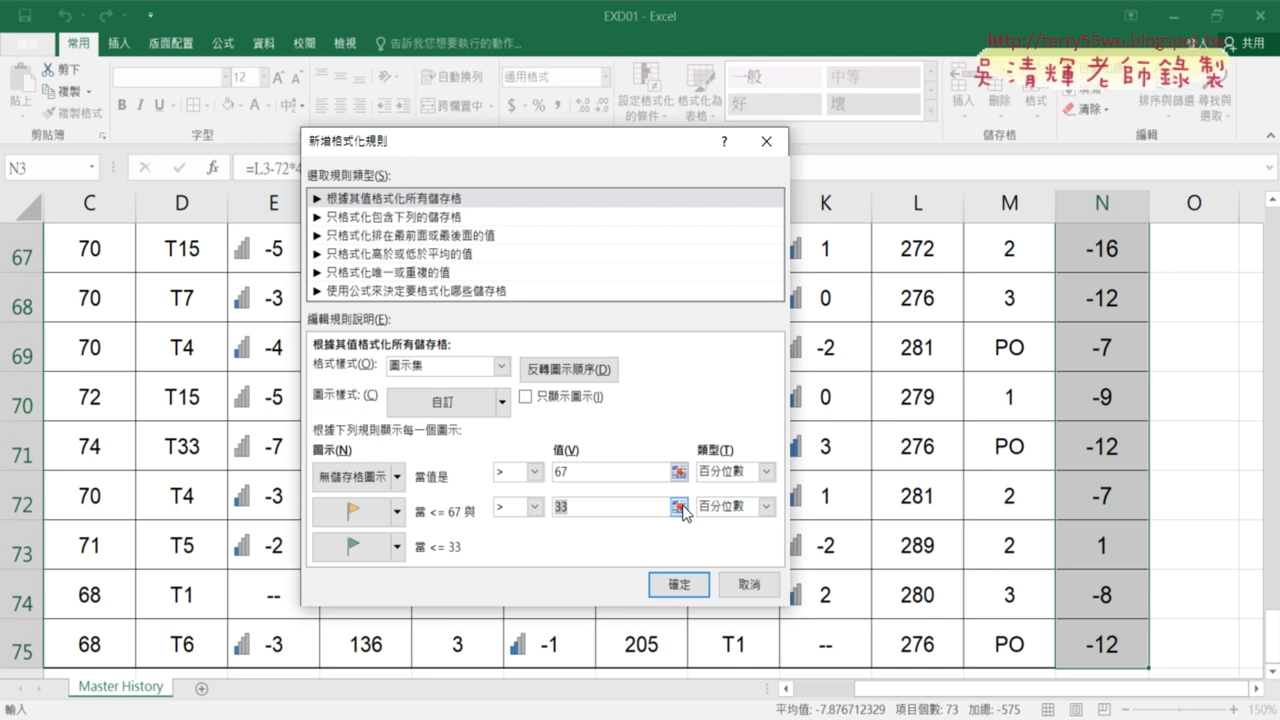 EXD01 - Excel
http://terry55wu.blogspot.tw
吳清輝老師錄製
常用 插入 版面配置 公式 資料 校閱 檢視 告訴我您想要執行的動作... 共用
貼上 剪下 複製 複製格式 剪貼簿
12 A A B I U A 字型
自動換列 跨欄置中
通用格式 $ % ,
設定格式化的條件 格式化為表格
一般 中等 好 壞
插入 刪除 格式 儲存格
清除 排序與篩選 尋找與選取 編輯
N3 fx =L3-72*4
C D E K L M N O
67 70 T15 -5 1 272 2 -16
68 70 T7 -3 0 276 3 -12
69 70 T4 -4 -2 281 PO -7
70 72 T15 -5 0 279 1 -9
71 74 T33 -7 3 276 PO -12
72 70 T4 -3 1 281 2 -7
73 71 T5 -2 -2 289 2 1
74 68 T1 -- 2 280 3 -8
75 68 T6 -3 136 3 -1 205 T1 -- 276 PO -12
新增格式化規則 ?
選取規則類型(S):
► 根據其值格式化所有儲存格
► 只格式化包含下列的儲存格
► 只格式化排在最前面或最後面的值
► 只格式化高於或低於平均的值
► 只格式化唯一或重複的值
► 使用公式來決定要格式化哪些儲存格
編輯規則說明(E):
根據其值格式化所有儲存格:
格式樣式(O): 圖示集 反轉圖示順序(D)
圖示樣式: (C) 自訂 只顯示圖示(I)
根據下列規則顯示每一個圖示:
圖示(N) 值(V) 類型(T)
無儲存格圖示 當值是 > 67 百分位數
當 <= 67 與 > 33 百分位數
當 <= 33
確定 取消
Master History
輸入 平均值: -7.876712329 項目個數: 73 加總: -575 150%